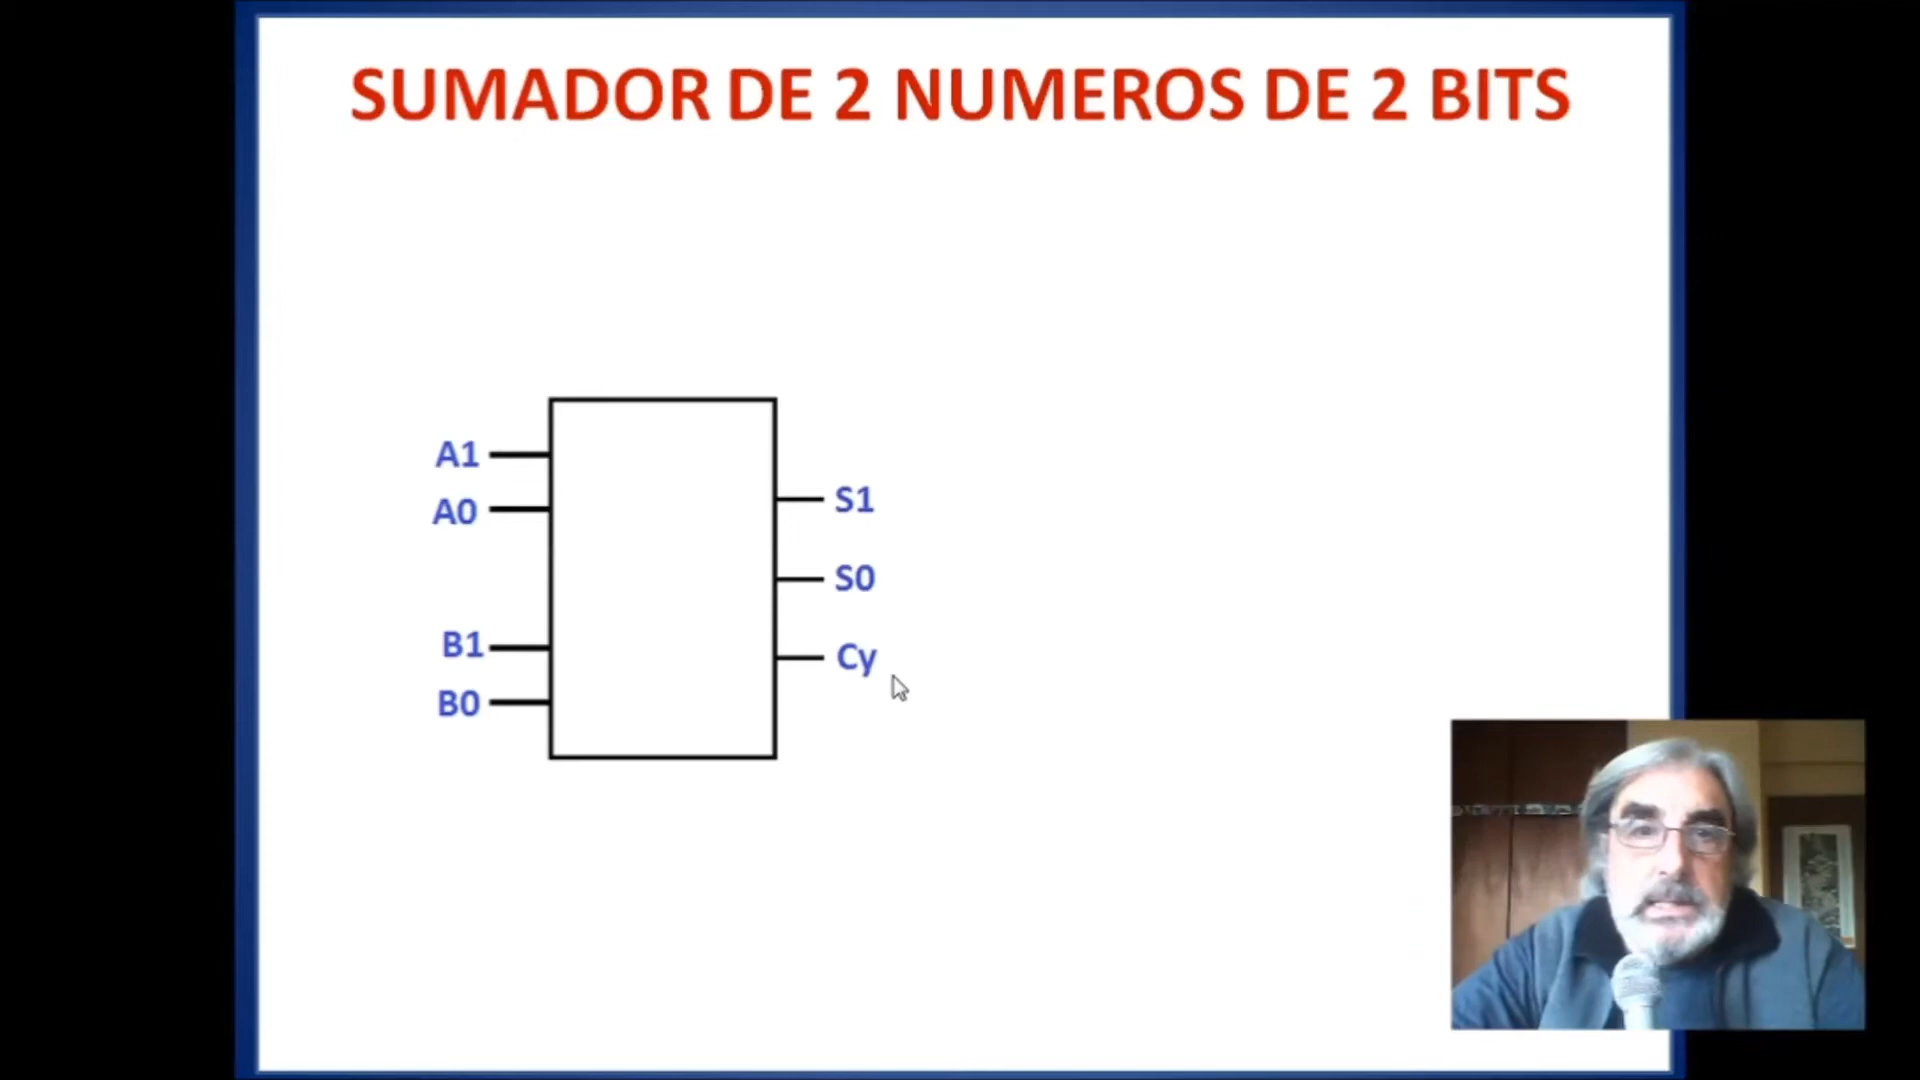 SUMADOR DE 2 NUMEROS DE 2 BITS
A1
A0
B1
B0
S1
S0
Cy